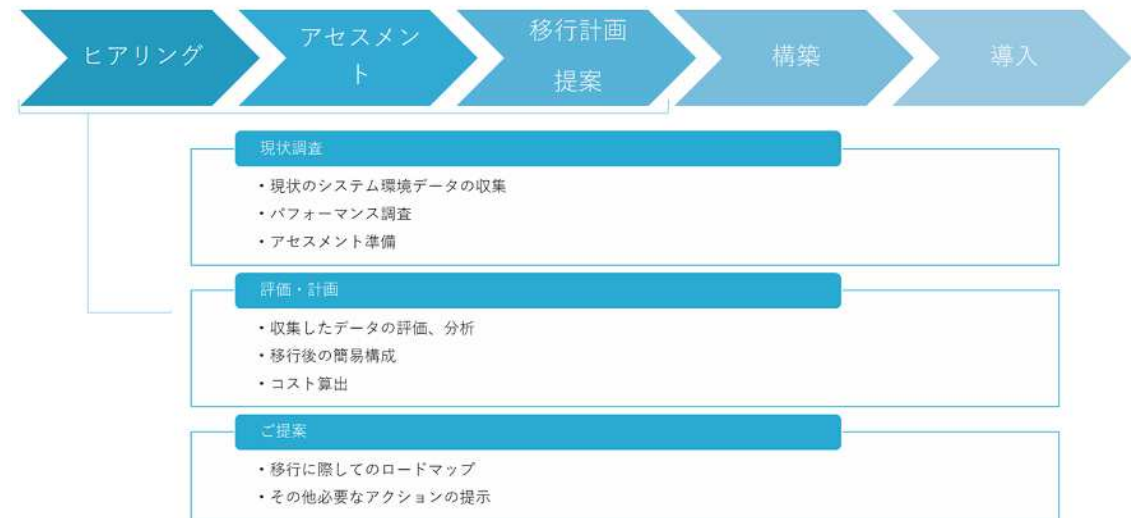 ヒアリング
アセスメン
ト
移行計画
提案
構築
導入
現状調査
・現状のシステム環境データの収集
・パフォーマンス調査
・アセスメント準備
評価・計画
・収集したデータの評価、分析
・移行後の簡易構成
・コスト算出
ご提案
・移行に際してのロードマップ
・その他必要なアクションの提示